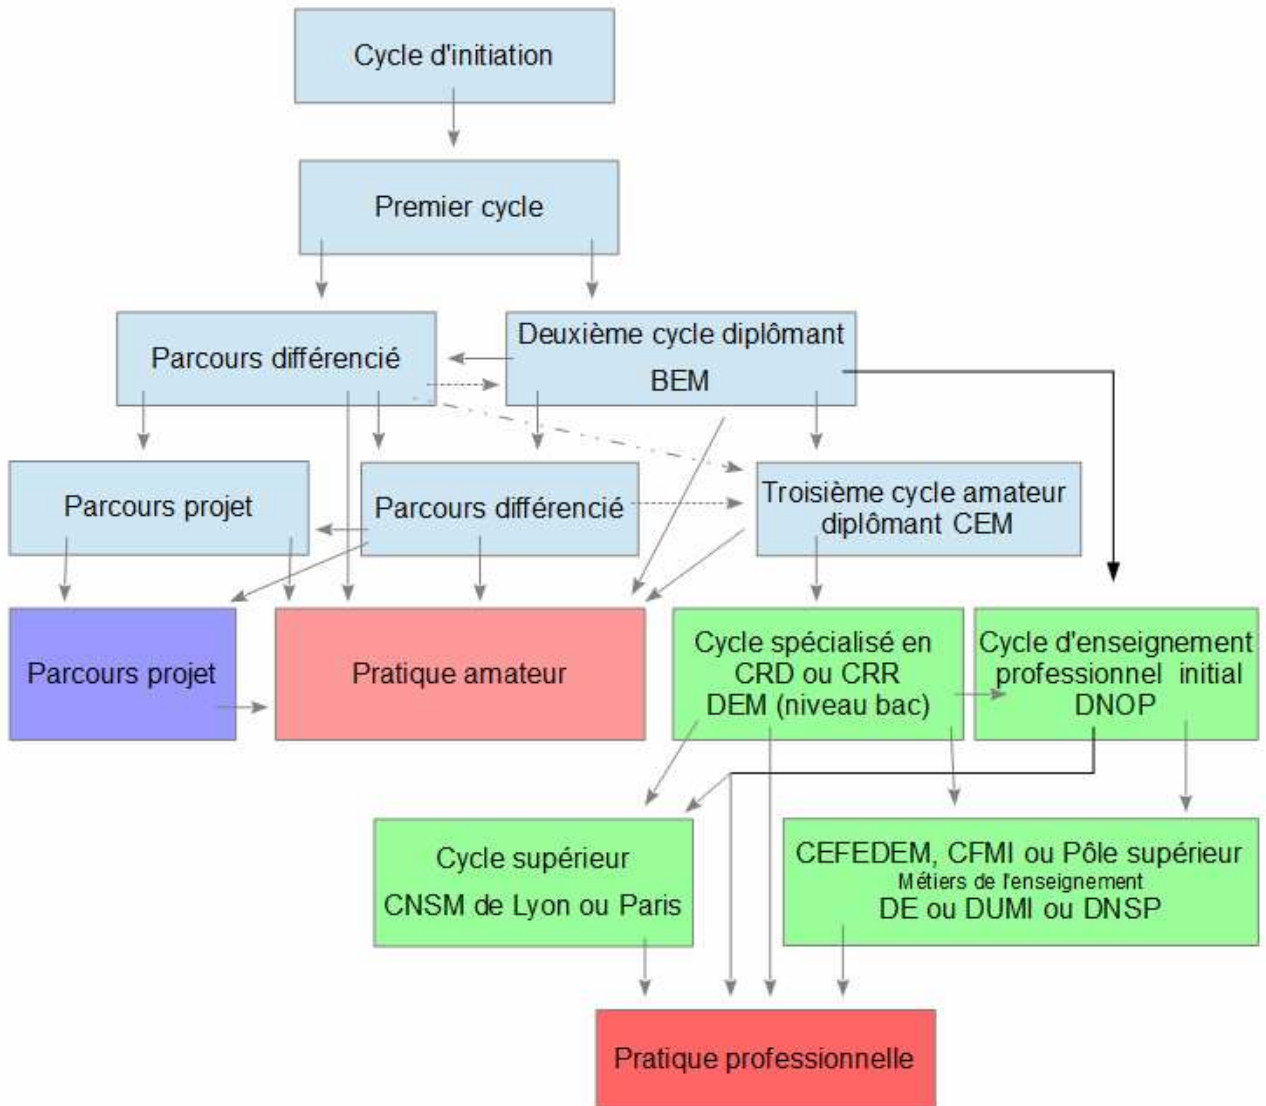 Cycle d'initiation
Premier cycle
Parcours différencié
Deuxième cycle diplômant
BEM
Parcours projet
Parcours différencié
Troisième cycle amateur
diplômant CEM
Parcours projet
Pratique amateur
Cycle spécialisé en
CRD ou CRR
DEM (niveau bac)
Cycle d'enseignement
professionnel initial
DNOP
Cycle supérieur
CNSM de Lyon ou Paris
CEFEDEM, CFMI ou Pôle supérieur
Métiers de l'enseignement
DE ou DUMI ou DNSP
Pratique professionnelle